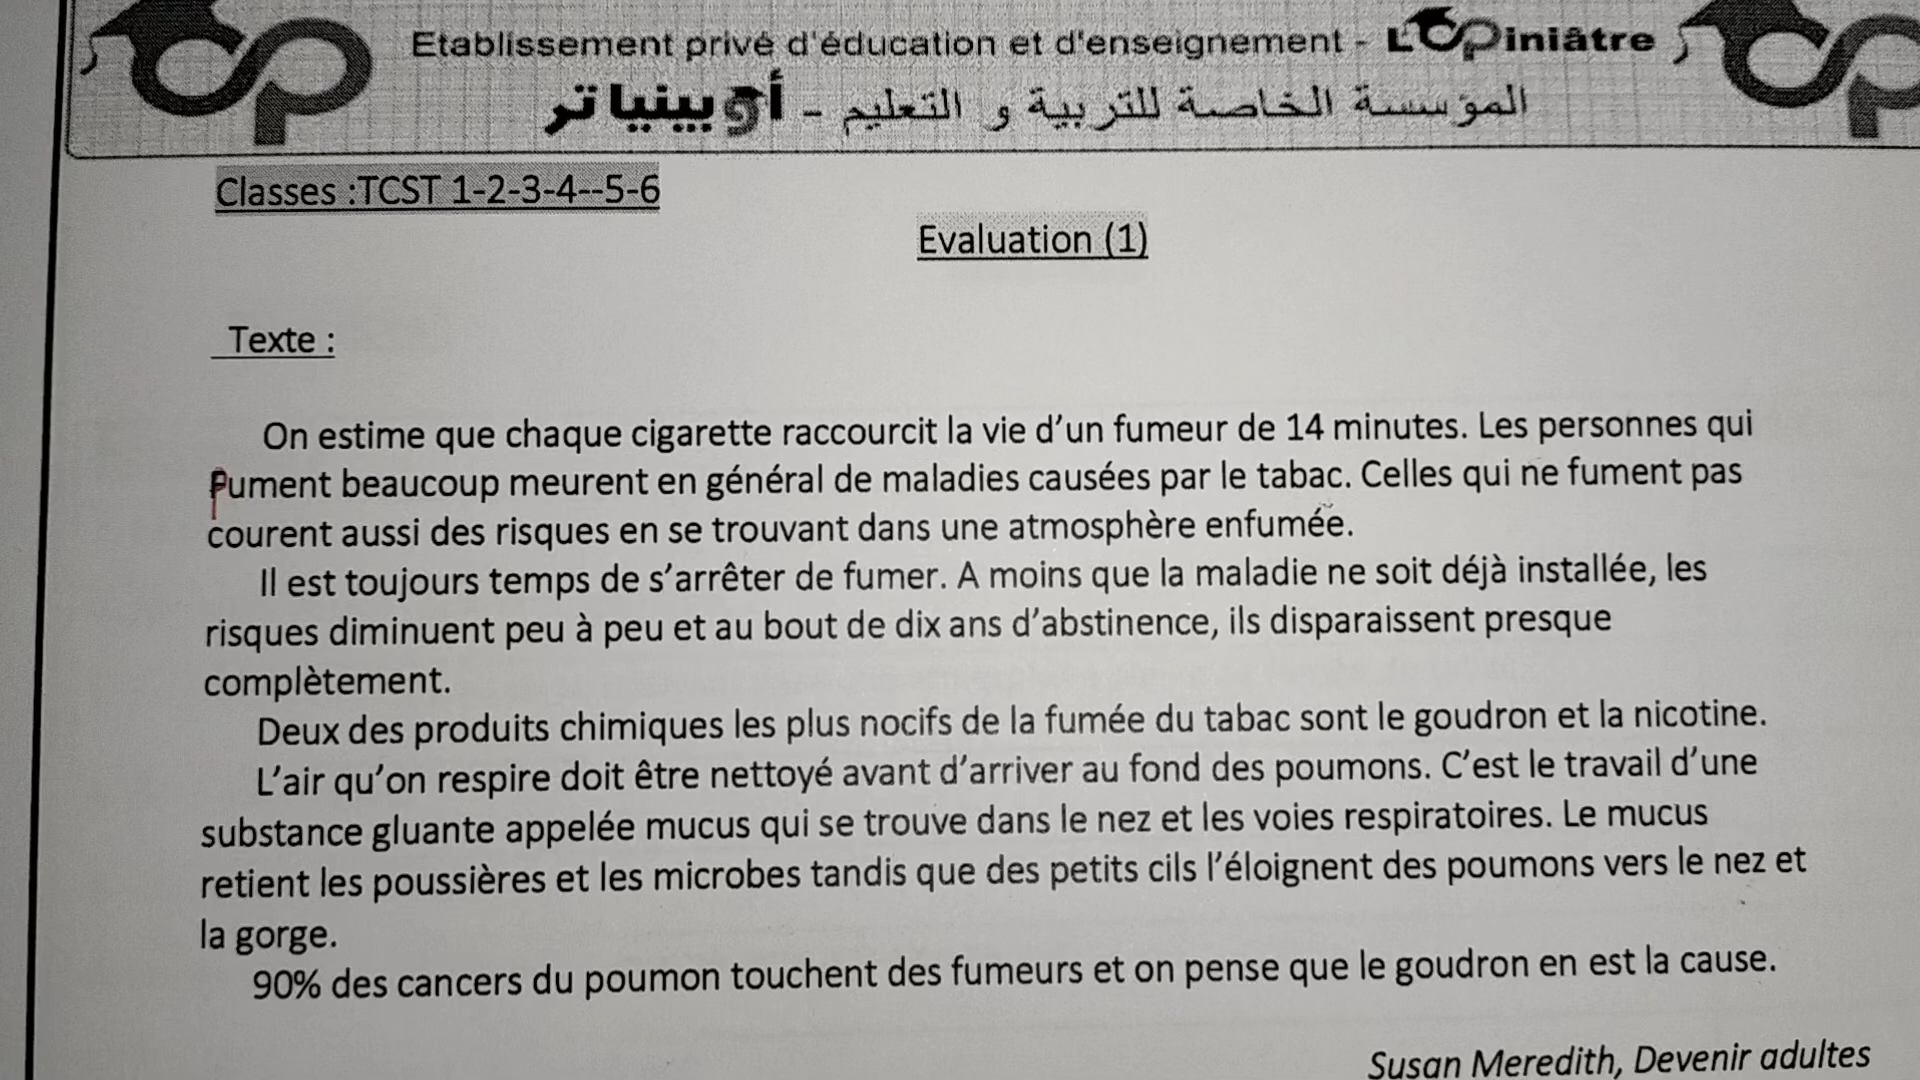 Etablissement privé d'éducation et d'enseignement - L'OPiniâtre
المؤسسة الخاصة للتربية و التعليم - أوبينياتر
Classes :TCST 1-2-3-4--5-6
Evaluation (1)
Texte :
On estime que chaque cigarette raccourcit la vie d'un fumeur de 14 minutes. Les personnes qui
fument beaucoup meurent en général de maladies causées par le tabac. Celles qui ne fument pas
courent aussi des risques en se trouvant dans une atmosphère enfumée.
Il est toujours temps de s'arrêter de fumer. A moins que la maladie ne soit déjà installée, les
risques diminuent peu à peu et au bout de dix ans d'abstinence, ils disparaissent presque
complètement.
Deux des produits chimiques les plus nocifs de la fumée du tabac sont le goudron et la nicotine.
L'air qu'on respire doit être nettoyé avant d'arriver au fond des poumons. C'est le travail d'une
substance gluante appelée mucus qui se trouve dans le nez et les voies respiratoires. Le mucus
retient les poussières et les microbes tandis que des petits cils l'éloignent des poumons vers le nez et
la gorge.
90% des cancers du poumon touchent des fumeurs et on pense que le goudron en est la cause.
Susan Meredith, Devenir adultes